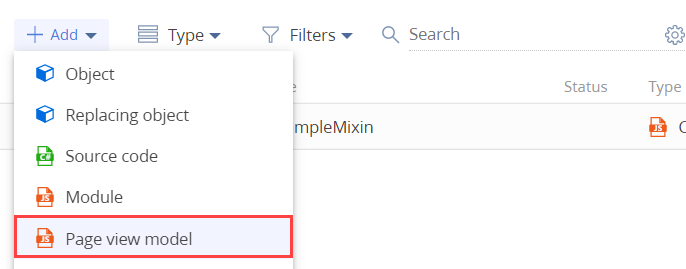 Add Type Filters Search
Object
Replacing object
Source code
C#
Module
JS
Page view model
JS
e Status Type
mpleMixin JS